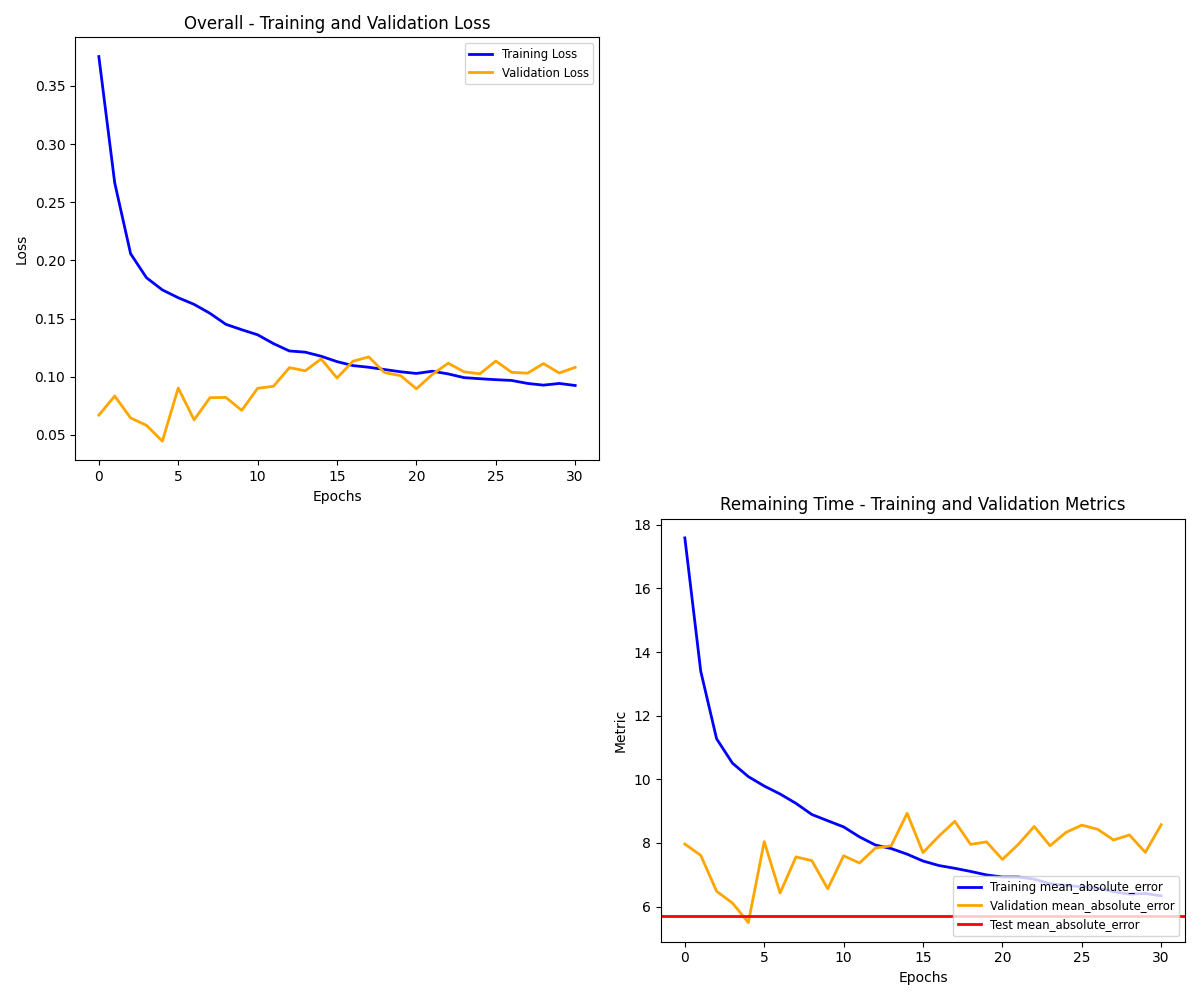 Overall - Training and Validation Loss
Training Loss
Validation Loss
0.35
0.30
0.25
0.20
0.15
0.10
0.05
Loss
0 5 10 15 20 25 30
Epochs
Remaining Time - Training and Validation Metrics
18
16
14
12
10
8
6
Metric
Training mean_absolute_error
Validation mean_absolute_error
Test mean_absolute_error
0 5 10 15 20 25 30
Epochs